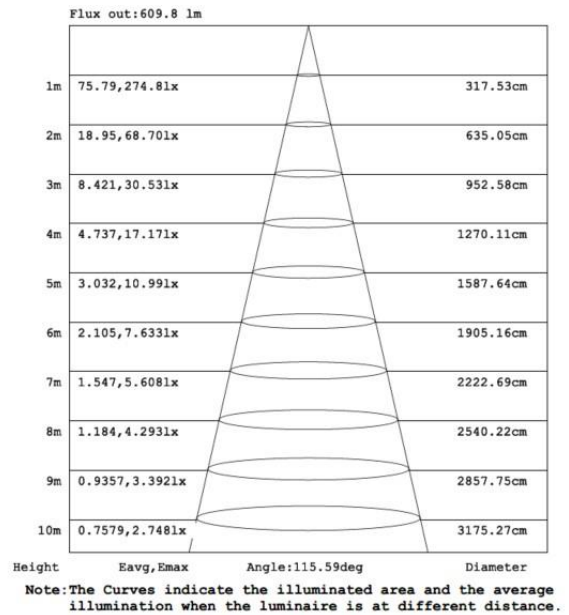 Flux out:609.8 lm
1m 75.79,274.8lx 317.53cm
2m 18.95,68.70lx 635.05cm
3m 8.421,30.53lx 952.58cm
4m 4.737,17.17lx 1270.11cm
5m 3.032,10.99lx 1587.64cm
6m 2.105,7.633lx 1905.16cm
7m 1.547,5.608lx 2222.69cm
8m 1.184,4.293lx 2540.22cm
9m 0.9357,3.392lx 2857.75cm
10m 0.7579,2.748lx 3175.27cm
Height Eavg,Emax Angle:115.59deg Diameter
Note:The Curves indicate the illuminated area and the average
illumination when the luminaire is at different distance.